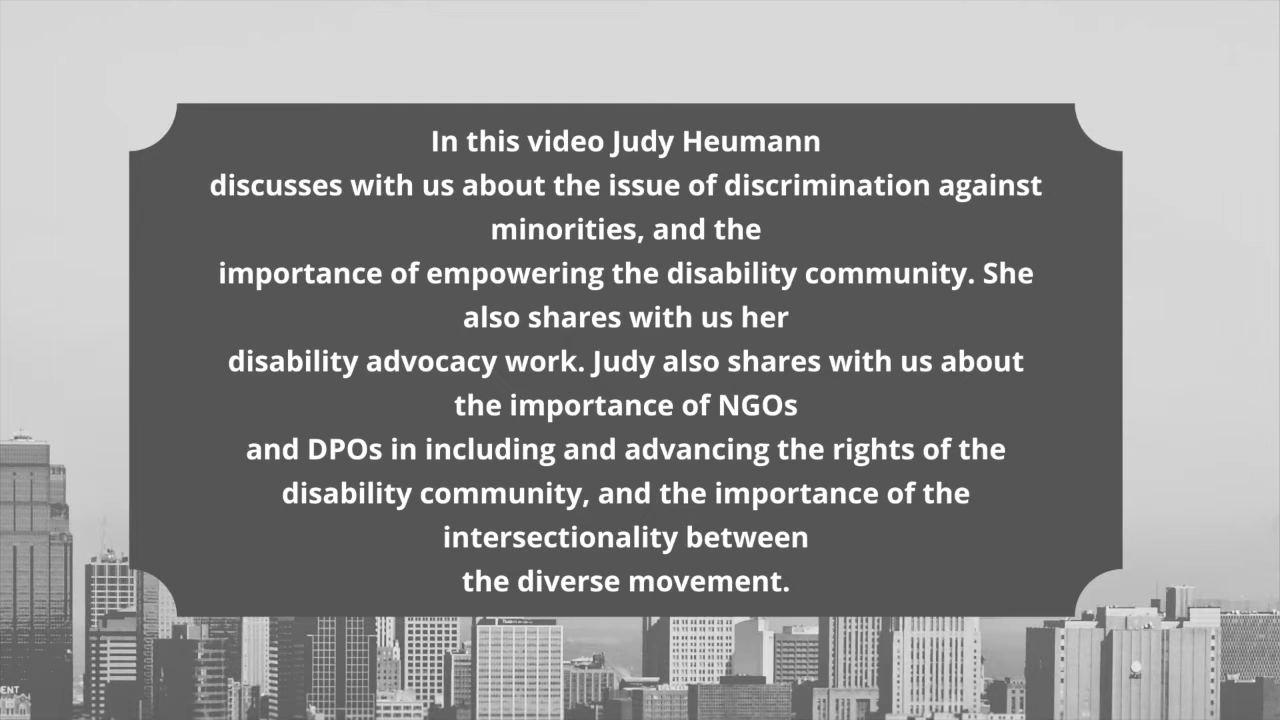 In this video Judy Heumann
discusses with us about the issue of discrimination against
minorities, and the
importance of empowering the disability community. She
also shares with us her
disability advocacy work. Judy also shares with us about
the importance of NGOs
and DPOs in including and advancing the rights of the
disability community, and the importance of the
intersectionality between
the diverse movement.
ENT